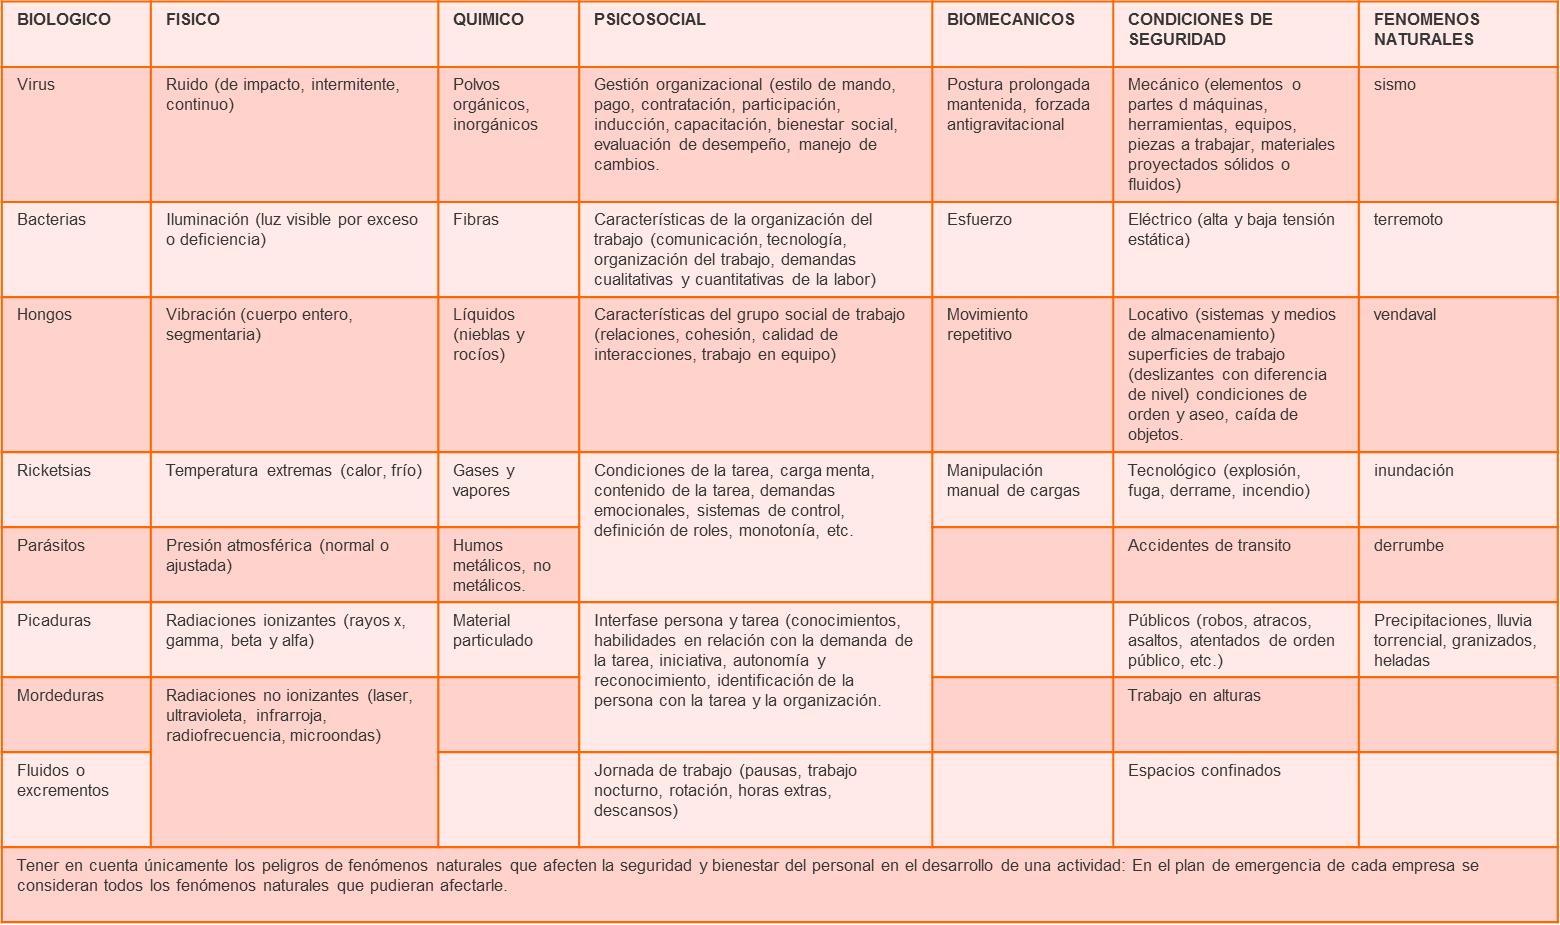 BIOLOGICO
FISICO
QUIMICO
PSICOSOCIAL
BIOMECANICOS
CONDICIONES DE
SEGURIDAD
FENOMENOS
NATURALES
Virus
Ruido (de impacto, intermitente,
continuo)
Polvos
orgánicos,
inorgánicos
Gestión organizacional (estilo de mando,
pago, contratación, participación,
inducción, capacitación, bienestar social,
evaluación de desempeño, manejo de
cambios.
Postura prolongada
mantenida, forzada
antigravitacional
Mecánico (elementos o
partes d máquinas,
herramientas, equipos,
piezas a trabajar, materiales
proyectados sólidos o
fluidos)
sismo
Bacterias
Iluminación (luz visible por exceso
o deficiencia)
Fibras
Características de la organización del
trabajo (comunicación, tecnología,
organización del trabajo, demandas
cualitativas y cuantitativas de la labor)
Esfuerzo
Eléctrico (alta y baja tensión
estática)
terremoto
Hongos
Vibración (cuerpo entero,
segmentaria)
Líquidos
(nieblas y
rocíos)
Características del grupo social de trabajo
(relaciones, cohesión, calidad de
interacciones, trabajo en equipo)
Movimiento
repetitivo
Locativo (sistemas y medios
de almacenamiento)
superficies de trabajo
(deslizantes con diferencia
de nivel) condiciones de
orden y aseo, caída de
objetos.
vendaval
Ricketsias
Temperatura extremas (calor, frío)
Gases y
vapores
Condiciones de la tarea, carga menta,
contenido de la tarea, demandas
emocionales, sistemas de control,
definición de roles, monotonía, etc.
Manipulación
manual de cargas
Tecnológico (explosión,
fuga, derrame, incendio)
inundación
Parásitos
Presión atmosférica (normal o
ajustada)
Humos
metálicos, no
metálicos.
Accidentes de transito
derrumbe
Picaduras
Radiaciones ionizantes (rayos x,
gamma, beta y alfa)
Material
particulado
Interfase persona y tarea (conocimientos,
habilidades en relación con la demanda de
la tarea, iniciativa, autonomía y
reconocimiento, identificación de la
persona con la tarea y la organización.
Públicos (robos, atracos,
asaltos, atentados de orden
público, etc.)
Precipitaciones, lluvia
torrencial, granizados,
heladas
Mordeduras
Radiaciones no ionizantes (laser,
ultravioleta, infrarroja,
radiofrecuencia, microondas)
Trabajo en alturas
Fluidos o
excrementos
Jornada de trabajo (pausas, trabajo
nocturno, rotación, horas extras,
descansos)
Espacios confinados
Tener en cuenta únicamente los peligros de fenómenos naturales que afecten la seguridad y bienestar del personal en el desarrollo de una actividad: En el plan de emergencia de cada empresa se
consideran todos los fenómenos naturales que pudieran afectarle.